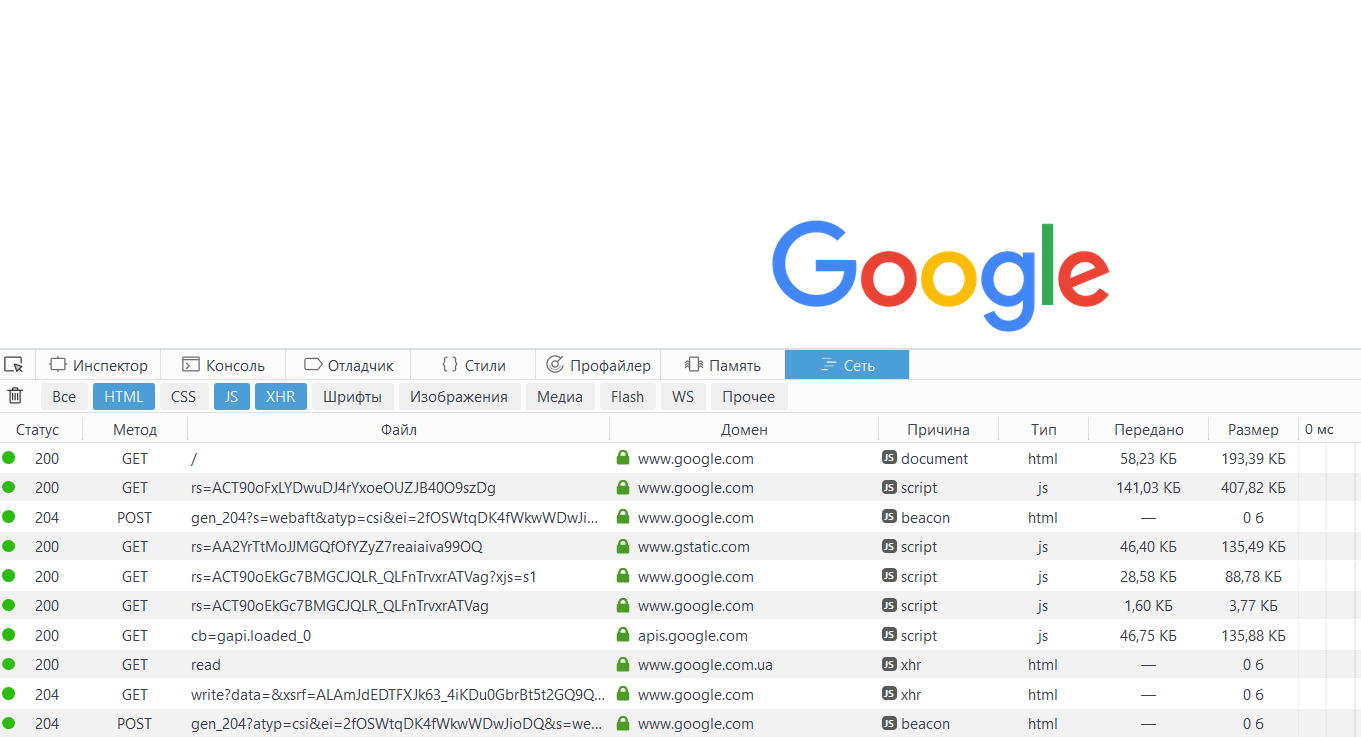 Google
Инспектор Консоль Отладчик { } Стили Профайлер Память Сеть
Все HTML CSS JS XHR Шрифты Изображения Медиа Flash WS Прочее
Статус Метод Файл Домен Причина Тип Передано Размер 0 мс
200 GET / www.google.com JS document html 58,23 КБ 193,39 КБ
200 GET rs=ACT90oFxLYDwuDJ4rYxoeOUZJB40O9szDg www.google.com JS script js 141,03 КБ 407,82 КБ
204 POST gen_204?s=webaft&atyp=csi&ei=2fOSWtqDK4fWkwWDwJi... www.google.com JS beacon html — 0 б
200 GET rs=AA2YrTtMoJJMGQfOfYZyZ7reaiaiva99OQ www.gstatic.com JS script js 46,40 КБ 135,49 КБ
200 GET rs=ACT90oEkGc7BMGCJQLR_QLFnTrvxrATVag?xjs=s1 www.google.com JS script js 28,58 КБ 88,78 КБ
200 GET rs=ACT90oEkGc7BMGCJQLR_QLFnTrvxrATVag www.google.com JS script js 1,60 КБ 3,77 КБ
200 GET cb=gapi.loaded_0 apis.google.com JS script js 46,75 КБ 135,88 КБ
200 GET read www.google.com.ua JS xhr html — 0 б
204 GET write?data=&xsrf=ALAmJdEDTFXJk63_4iKDu0GbrBt5t2GQ9Q... www.google.com JS xhr html — 0 б
204 POST gen_204?atyp=csi&ei=2fOSWtqDK4fWkwWDwJioDQ&s=we... www.google.com JS beacon html — 0 б